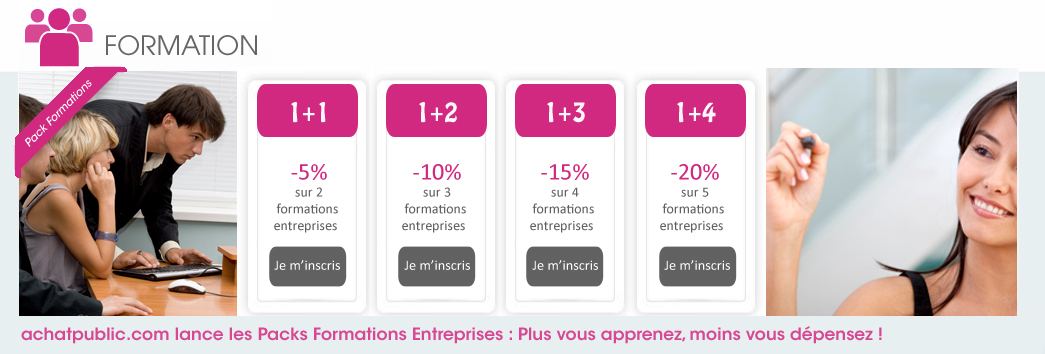 FORMATION
Pack Formations
1+1
-5%
sur 2
formations
entreprises
Je m'inscris
1+2
-10%
sur 3
formations
entreprises
Je m'inscris
1+3
-15%
sur 4
formations
entreprises
Je m'inscris
1+4
-20%
sur 5
formations
entreprises
Je m'inscris
achatpublic.com lance les Packs Formations Entreprises : Plus vous apprenez, moins vous dépensez !